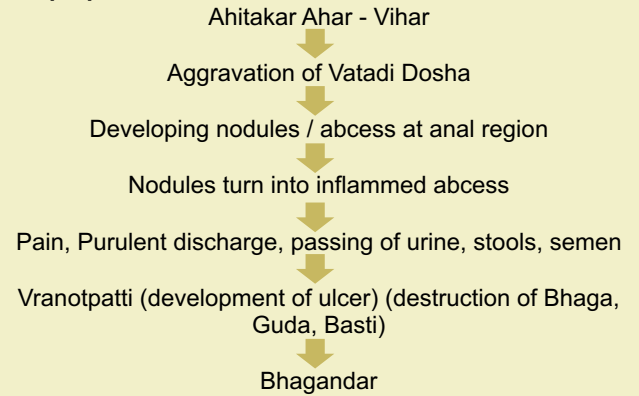 Ahitakar Ahar - Vihar
Aggravation of Vatadi Dosha
Developing nodules / abcess at anal region
Nodules turn into inflammed abcess
Pain, Purulent discharge, passing of urine, stools, semen
Vranotpatti (development of ulcer) (destruction of Bhaga,
Guda, Basti)
Bhagandar